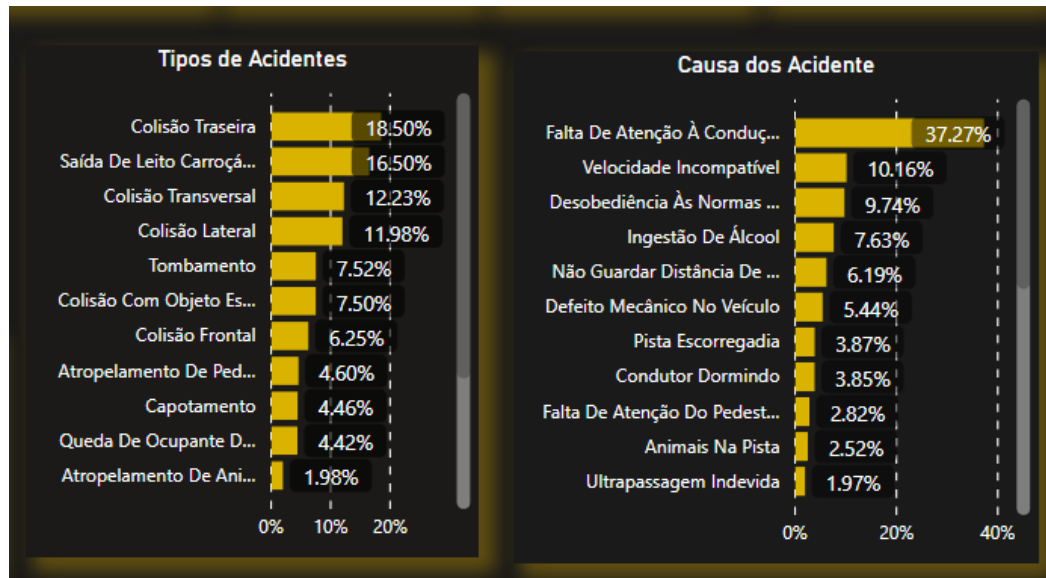 Tipos de Acidentes
Colisão Traseira 18.50%
Saída De Leito Carroçá... 16.50%
Colisão Transversal 12.23%
Colisão Lateral 11.98%
Tombamento 7.52%
Colisão Com Objeto Es... 7.50%
Colisão Frontal 6.25%
Atropelamento De Ped... 4.60%
Capotamento 4.46%
Queda De Ocupante D... 4.42%
Atropelamento De Ani... 1.98%
0% 10% 20%
Causa dos Acidente
Falta De Atenção À Conduç... 37.27%
Velocidade Incompatível 10.16%
Desobediência Às Normas ... 9.74%
Ingestão De Álcool 7.63%
Não Guardar Distância De ... 6.19%
Defeito Mecânico No Veículo 5.44%
Pista Escorregadia 3.87%
Condutor Dormindo 3.85%
Falta De Atenção Do Pedest... 2.82%
Animais Na Pista 2.52%
Ultrapassagem Indevida 1.97%
0% 20% 40%